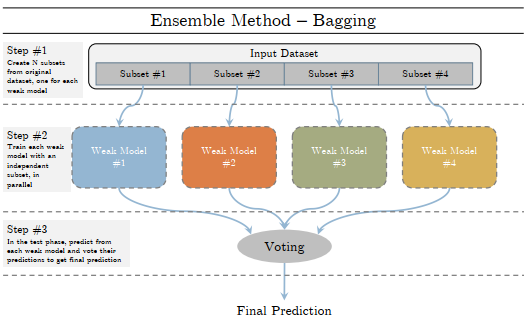 Ensemble Method – Bagging
Step #1
Create N subsets
from original
dataset, one for each
weak model
Input Dataset
Subset #1
Subset #2
Subset #3
Subset #4
Step #2
Train each weak
model with an
independent
subset, in
parallel
Weak Model
#1
Weak Model
#2
Weak Model
#3
Weak Model
#4
Step #3
In the test phase, predict from
each weak model and vote their
predictions to get final prediction
Voting
Final Prediction